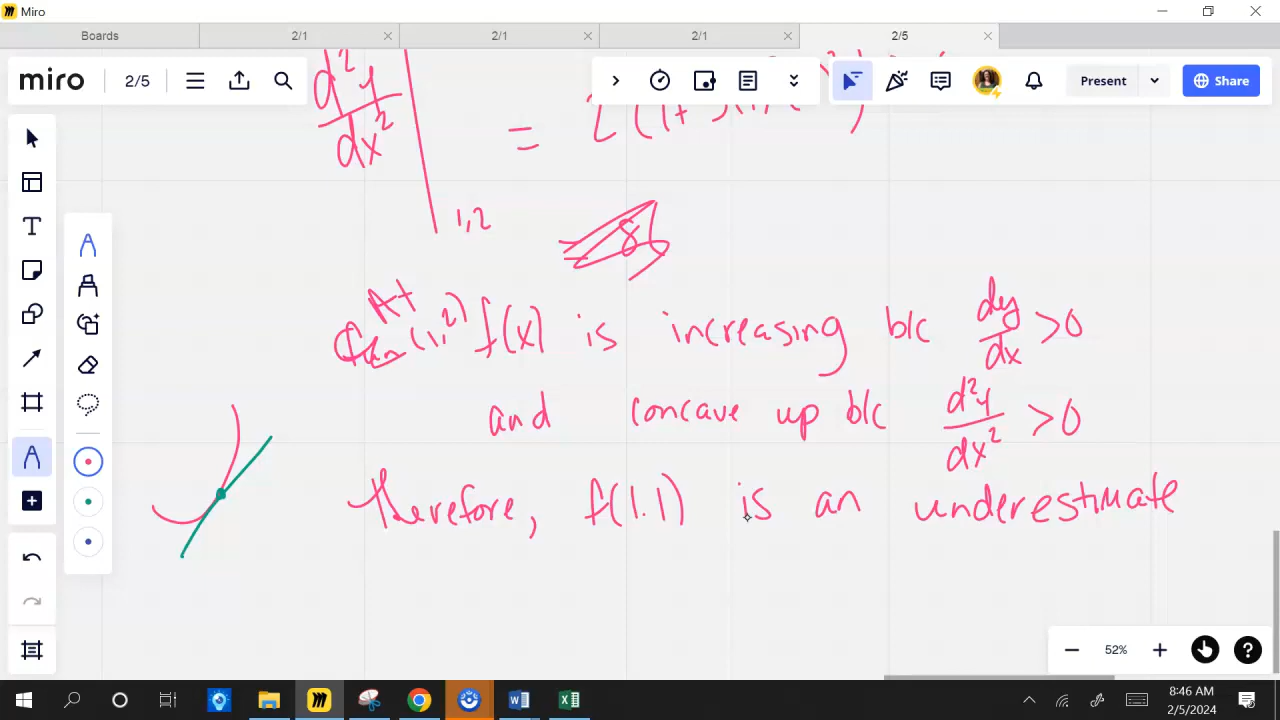 Miro
Boards
2/1
2/1
2/1
2/5
miro
2/5
Present
Share
d²y
dx²
=
1,2
At
(1,2) f(x) is increasing b/c dy/dx > 0
and concave up b/c d²y/dx² > 0
therefore, f(1.1) is an underestimate
52%
8:46 AM
2/5/2024